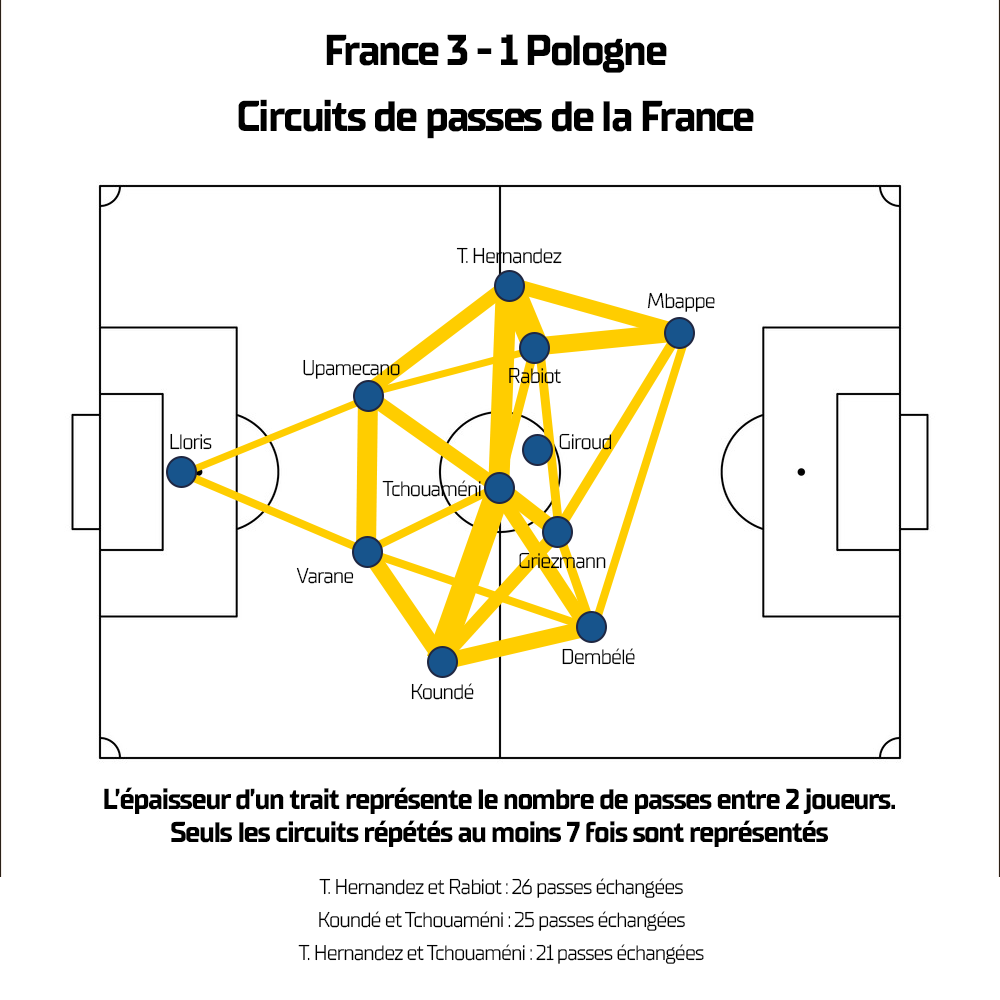 France 3 - 1 Pologne
Circuits de passes de la France
T. Hernandez
Mbappe
Upamecano
Rabiot
Lloris
Giroud
Tchouaméni
Griezmann
Varane
Dembélé
Koundé
L'épaisseur d'un trait représente le nombre de passes entre 2 joueurs.
Seuls les circuits répétés au moins 7 fois sont représentés
T. Hernandez et Rabiot : 26 passes échangées
Koundé et Tchouaméni : 25 passes échangées
T. Hernandez et Tchouaméni : 21 passes échangées